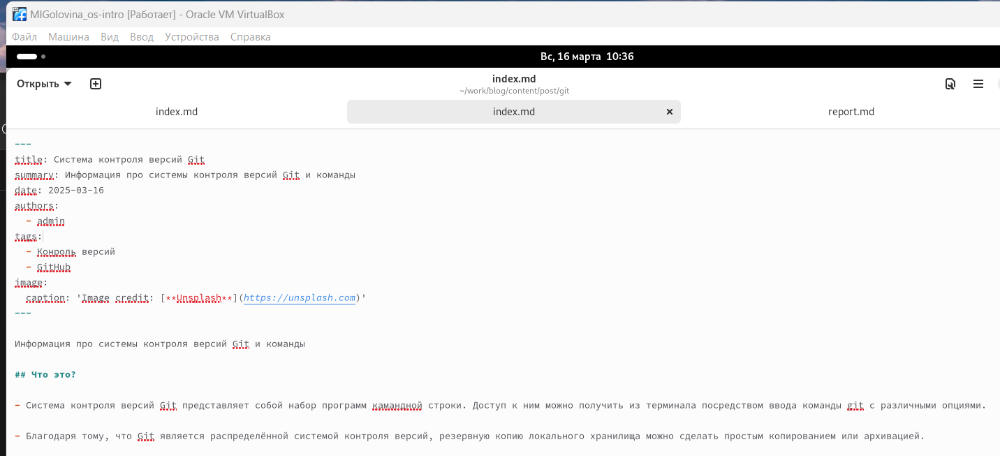 MIGolovina_os-intro [Работает] - Oracle VM VirtualBox
Файл Машина Вид Ввод Устройства Справка
Вс, 16 марта 10:36
Открыть
index.md
~/work/blog/content/post/git
index.md index.md report.md
---
title: Система контроля версий Git
summary: Информация про системы контроля версий Git и команды
date: 2025-03-16
authors:
- admin
tags:
- Конроль версий
- GitHub
image:
caption: 'Image credit: [**Unsplash**](https://unsplash.com)'
---
Информация про системы контроля версий Git и команды
## Что это?
- Система контроля версий Git представляет собой набор программ камандной строки. Доступ к ним можно получить из терминала посредством ввода команды git с различными опциями.
- Благодаря тому, что Git является распределённой системой контроля версий, резервную копию локального хранилища можно сделать простым копированием или архивацией.